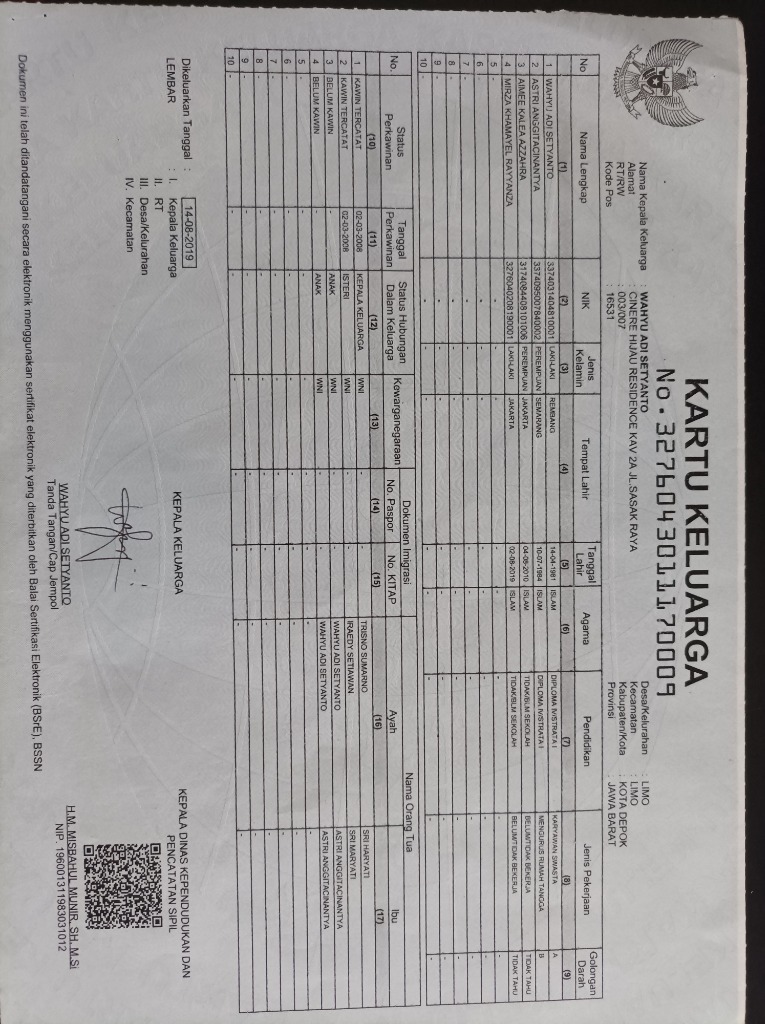 KARTU KELUARGA
No. 3276043011170009
Nama Kepala Keluarga : WAHYU ADI SETYANTO
Alamat : CINERE HIJAU RESIDENCE KAV 2A JL.SASAK RAYA
RT/RW : 003/007
Kode Pos : 16531
Desa/Kelurahan : LIMO
Kecamatan : LIMO
Kabupaten/Kota : KOTA DEPOK
Provinsi : JAWA BARAT
No Nama Lengkap NIK Jenis Kelamin Tempat Lahir Tanggal Lahir Agama Pendidikan Jenis Pekerjaan Golongan Darah
(1) (2) (3) (4) (5) (6) (7) (8) (9)
1 WAHYU ADI SETYANTO 3374031404810001 LAKI-LAKI REMBANG 14-04-1981 ISLAM DIPLOMA IV/STRATA I KARYAWAN SWASTA A
2 ASTRI ANGGITACINANTYA 3374095007840002 PEREMPUAN SEMARANG 10-07-1984 ISLAM DIPLOMA IV/STRATA I MENGURUS RUMAH TANGGA B
3 AIMEE KALEA AZZAHRA 3174084408101006 PEREMPUAN JAKARTA 04-08-2010 ISLAM TIDAK/BLM SEKOLAH BELUM/TIDAK BEKERJA TIDAK TAHU
4 MIRZA KHAMAYEL RAYYANZA 3276040208190001 LAKI-LAKI JAKARTA 02-08-2019 ISLAM TIDAK/BLM SEKOLAH BELUM/TIDAK BEKERJA TIDAK TAHU
5 - - - - - - - - -
6 - - - - - - - - -
7 - - - - - - - - -
8 - - - - - - - - -
9 - - - - - - - - -
10 - - - - - - - - -
No. Status Perkawinan Tanggal Perkawinan Status Hubungan Dalam Keluarga Kewarganegaraan Dokumen Imigrasi Nama Orang Tua
No. Paspor No. KITAP Ayah Ibu
(10) (11) (12) (13) (14) (15) (16) (17)
1 KAWIN TERCATAT 02-03-2008 KEPALA KELUARGA WNI - - TRISNO SUMARNO SRI HARYATI
2 KAWIN TERCATAT 02-03-2008 ISTERI WNI - - IRAEDY SETIAWAN SRI MARYATI
3 BELUM KAWIN - ANAK WNI - - WAHYU ADI SETYANTO ASTRI ANGGITACINANTYA
4 BELUM KAWIN - ANAK WNI - - WAHYU ADI SETYANTO ASTRI ANGGITACINANTYA
5 - - - - - - - -
6 - - - - - - - -
7 - - - - - - - -
8 - - - - - - - -
9 - - - - - - - -
10 - - - - - - - -
Dikeluarkan Tanggal : 14-08-2019
LEMBAR : I. Kepala Keluarga
II. RT
III. Desa/Kelurahan
IV. Kecamatan
KEPALA KELUARGA
WAHYU ADI SETYANTO
Tanda Tangan/Cap Jempol
KEPALA DINAS KEPENDUDUKAN DAN
PENCATATAN SIPIL
H.M. MISBAHUL MUNIR, SH, M.Si
NIP. 196001311983031012
Dokumen ini telah ditandatangani secara elektronik menggunakan sertifikat elektronik yang diterbitkan oleh Balai Sertifikasi Elektronik (BSrE), BSSN